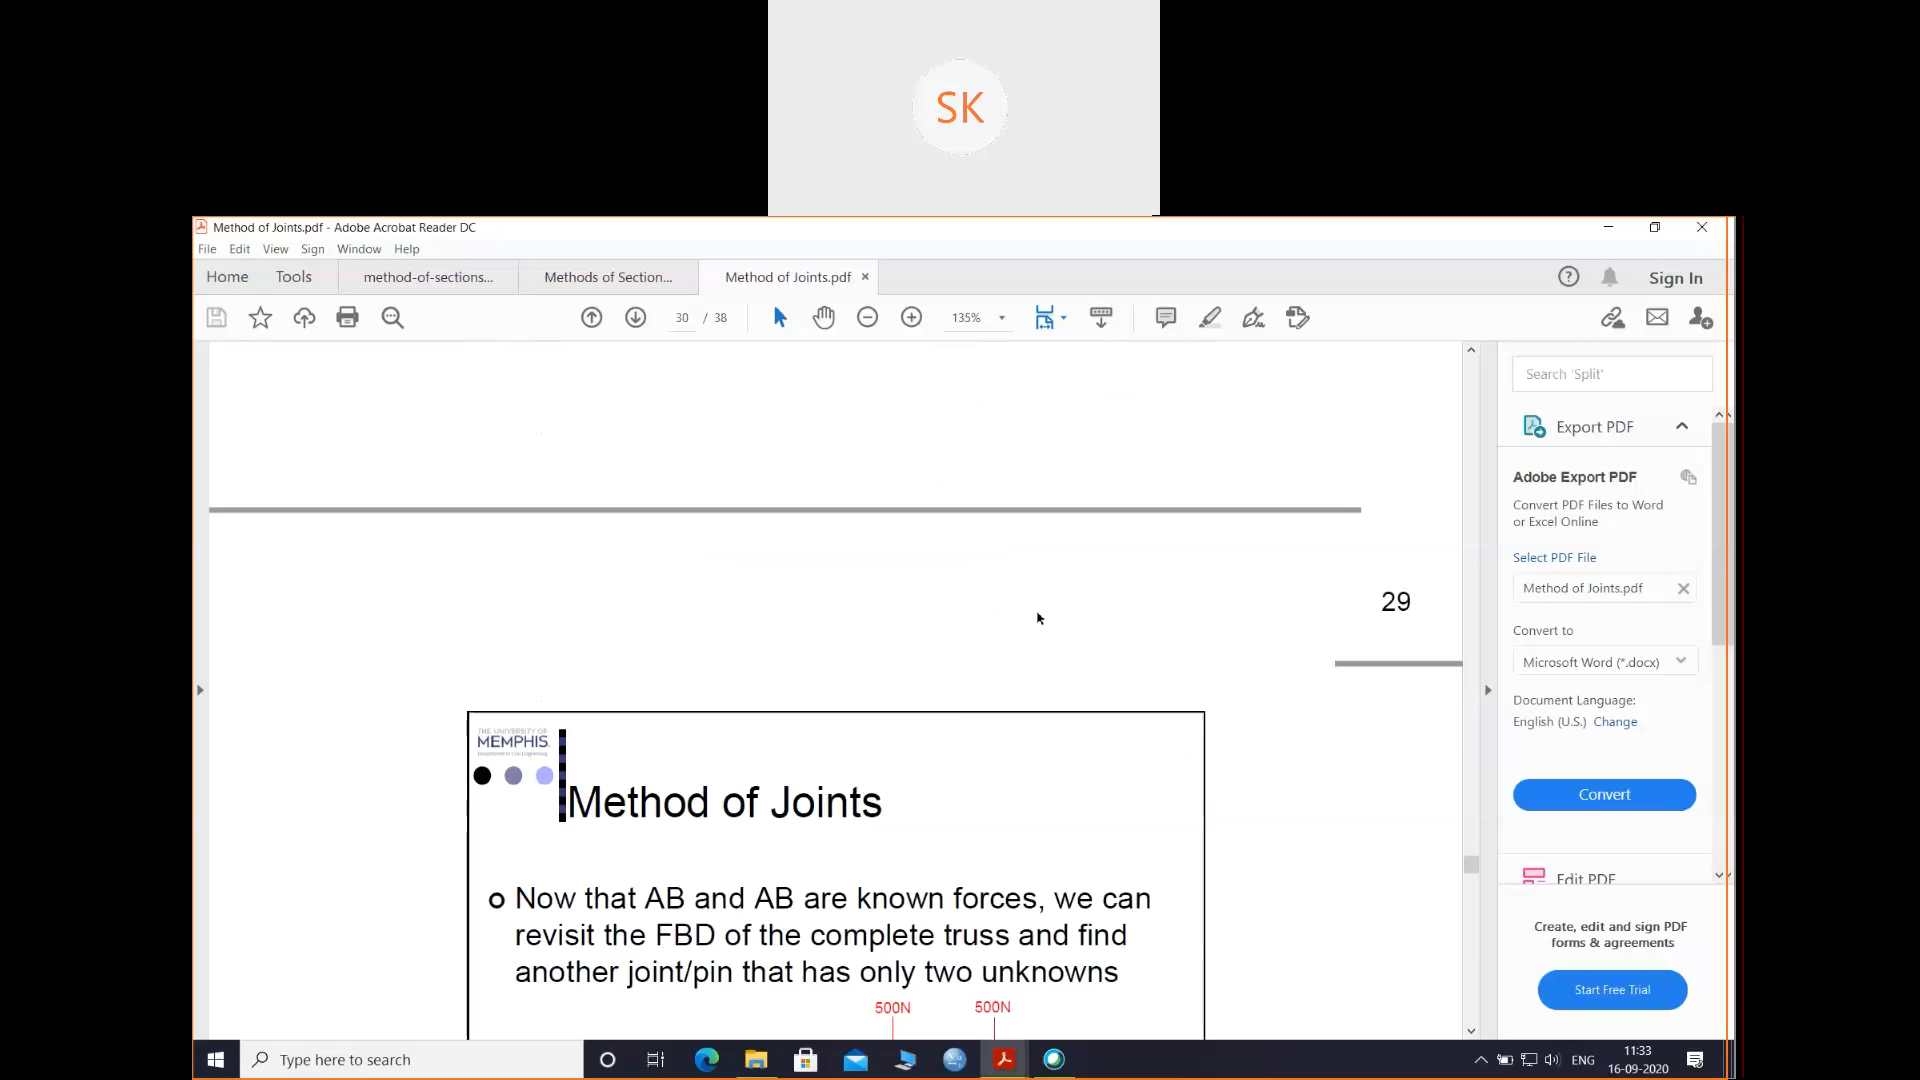 SK
Method of Joints.pdf - Adobe Acrobat Reader DC
File Edit View Sign Window Help
Home Tools method-of-sections... Methods of Section... Method of Joints.pdf × Sign In
30 / 38 135%
Search 'Split'
Export PDF
Adobe Export PDF
Convert PDF Files to Word
or Excel Online
Select PDF File
Method of Joints.pdf
Convert to
Microsoft Word (*.docx)
Document Language:
English (U.S.) Change
Convert
Edit PDF
Create, edit and sign PDF
forms & agreements
Start Free Trial
29
THE UNIVERSITY OF
MEMPHIS.
Method of Joints
Now that AB and AB are known forces, we can
revisit the FBD of the complete truss and find
another joint/pin that has only two unknowns
500N 500N
Type here to search
ENG
11:33
16-09-2020